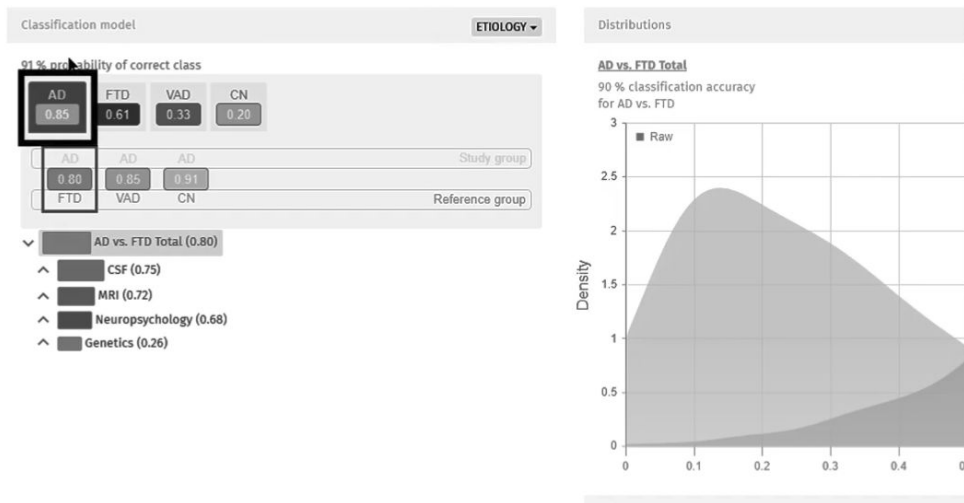 Classification model
ETIOLOGY
91 % probability of correct class
AD FTD VAD CN
0.85 0.61 0.33 0.20
AD AD AD Study group
0.80 0.85 0.91
FTD VAD CN Reference group
AD vs. FTD Total (0.80)
CSF (0.75)
MRI (0.72)
Neuropsychology (0.68)
Genetics (0.26)
Distributions
AD vs. FTD Total
90 % classification accuracy
for AD vs. FTD
Raw
3
2.5
2
1.5
1
0.5
0
Density
0 0.1 0.2 0.3 0.4